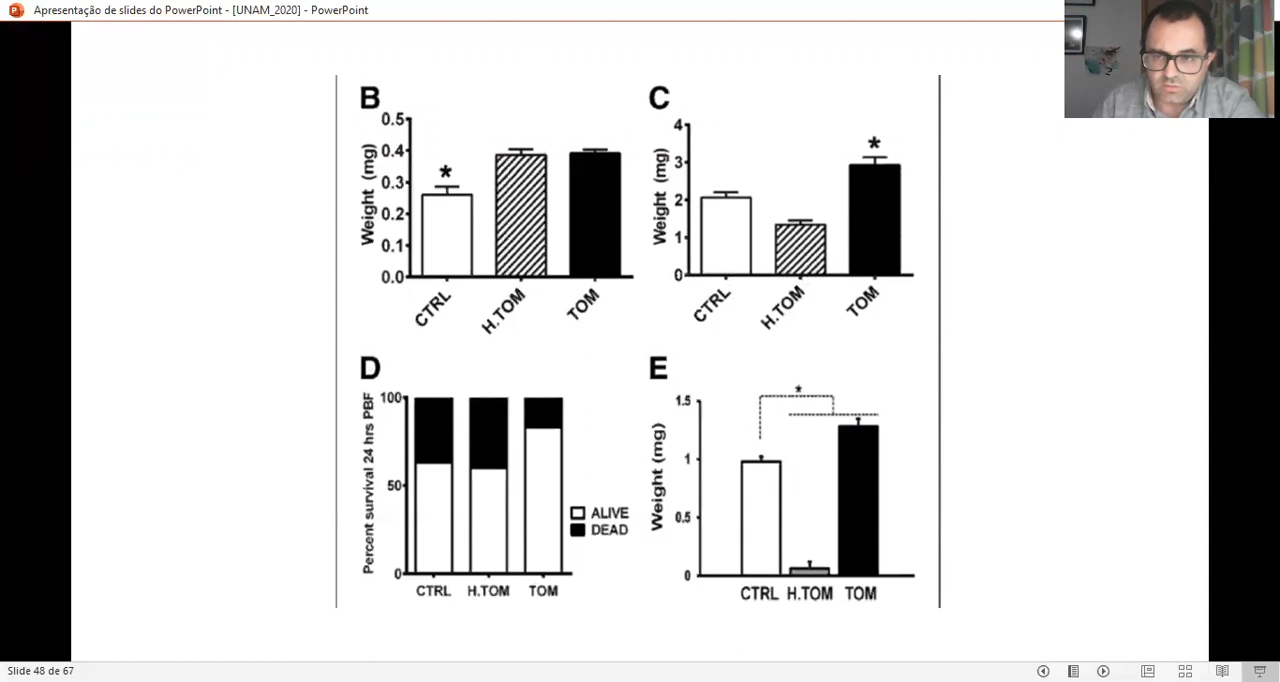 Apresentação de slides do PowerPoint - [UNAM_2020] - PowerPoint
B
Weight (mg)
0.5
0.4
0.3
0.2
0.1
0.0
*
CTRL
H.TOM
TOM
C
Weight (mg)
4
3
2
1
0
*
CTRL
H.TOM
TOM
D
Percent survival 24 hrs PBF
100
50
0
CTRL H.TOM TOM
ALIVE
DEAD
E
Weight (mg)
1.5
1
0.5
0
*
CTRL H.TOM TOM
Slide 48 de 67